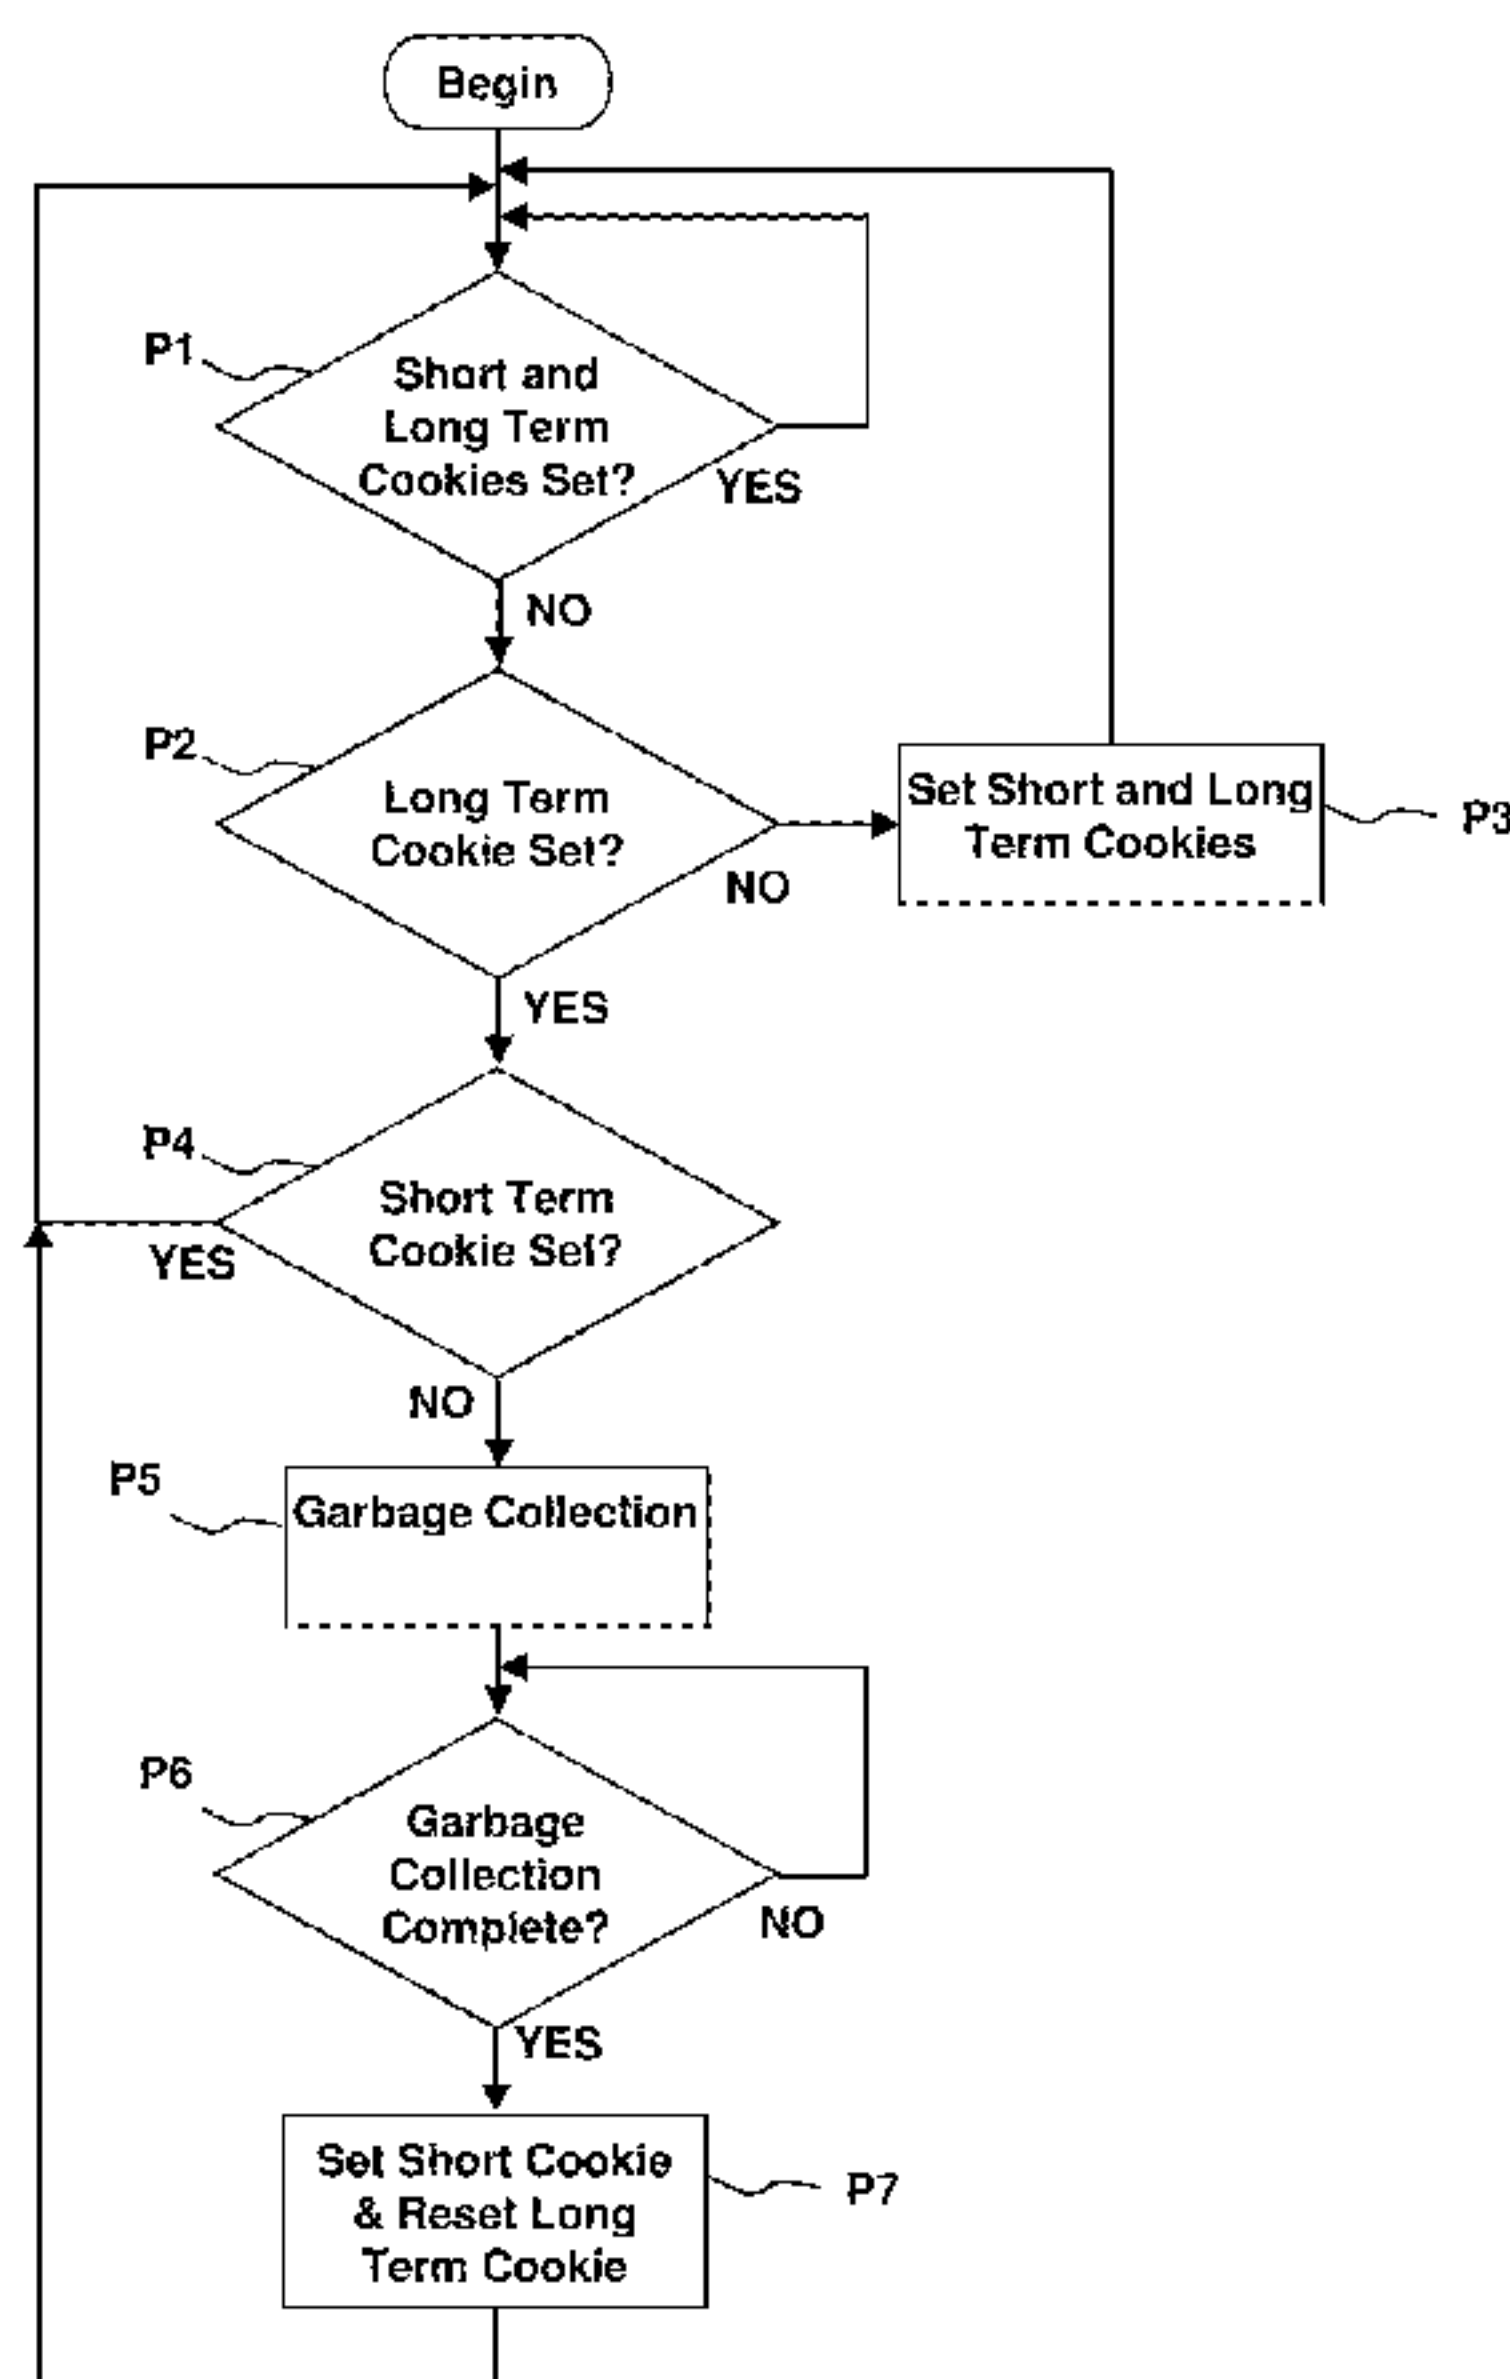 Begin
P1
Short and
Long Term
Cookies Set?
YES
NO
P2
Long Term
Cookie Set?
NO
Set Short and Long
Term Cookies
P3
YES
P4
Short Term
Cookie Set?
YES
NO
P5
Garbage Collection
P6
Garbage
Collection
Complete?
NO
YES
Set Short Cookie
& Reset Long
Term Cookie
P7